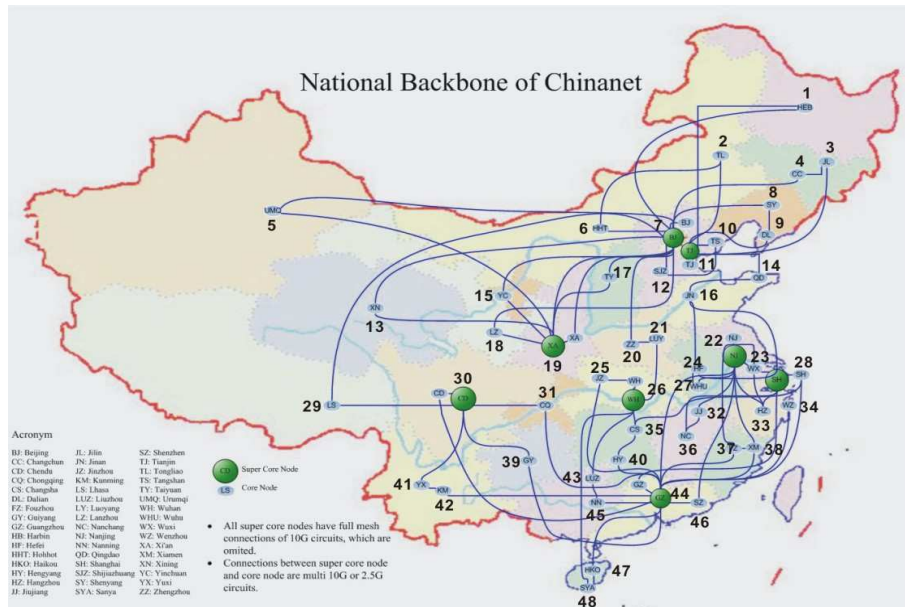 National Backbone of Chinanet
1
HEB
2
TL
3
JL
4
CC
8
SY
5
UMQ
6
HHT
7
BJ
BJ
10
TS
9
DL
TJ
TJ
11
SJZ
12
17
TY
14
QD
15
YC
16
JN
XN
13
LZ
18
XA
XA
19
ZZ
20
21
LUY
22
NJ
NJ
23
WX
24
HF
SH
28
SH
25
JZ
WH
26
WH
27
WHU
30
CD
CD
31
CQ
29
LS
32
JJ
HZ
33
WZ
34
CS
35
NC
36
37
FZ
XM
38
39
GY
HY
40
41
YX
KM
42
43
LUZ
GZ
GZ
44
NN
45
SZ
46
HKO
47
SYA
48
Acronym
BJ: Beijing JL: Jilin SZ: Shenzhen
CC: Changchun JN: Jinan TJ: Tianjin
CD: Chendu JZ: Jinzhou TL: Tongliao
CQ: Chongqing KM: Kunming TS: Tangshan
CS: Changsha LS: Lhasa TY: Taiyuan
DL: Dalian LUZ: Liuzhou UMQ: Urumqi
FZ: Fouzhou LY: Luoyang WH: Wuhan
GY: Guiyang LZ: Lanzhou WHU: Wuhu
GZ: Guangzhou NC: Nanchang WX: Wuxi
HB: Harbin NJ: Nanjing WZ: Wenzhou
HF: Hefei NN: Nanning XA: Xi'an
HHT: Hohhot QD: Qingdao XM: Xiamen
HKO: Haikou SH: Shanghai XN: Xining
HY: Hengyang SJZ: Shijiazhuang YC: Yinchuan
HZ: Hangzhou SY: Shenyang YX: Yuxi
JJ: Jiujiang SYA: Sanya ZZ: Zhengzhou
CD Super Core Node
LS Core Node
• All super core nodes have full mesh
connections of 10G circuits, which are
omited.
• Connections between super core node
and core node are multi 10G or 2.5G
circuits.